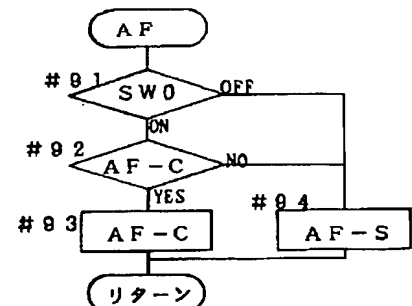 AF
#91
SW0
OFF
ON
#92
AF-C
NO
YES
#93
AF-C
#94
AF-S
リターン